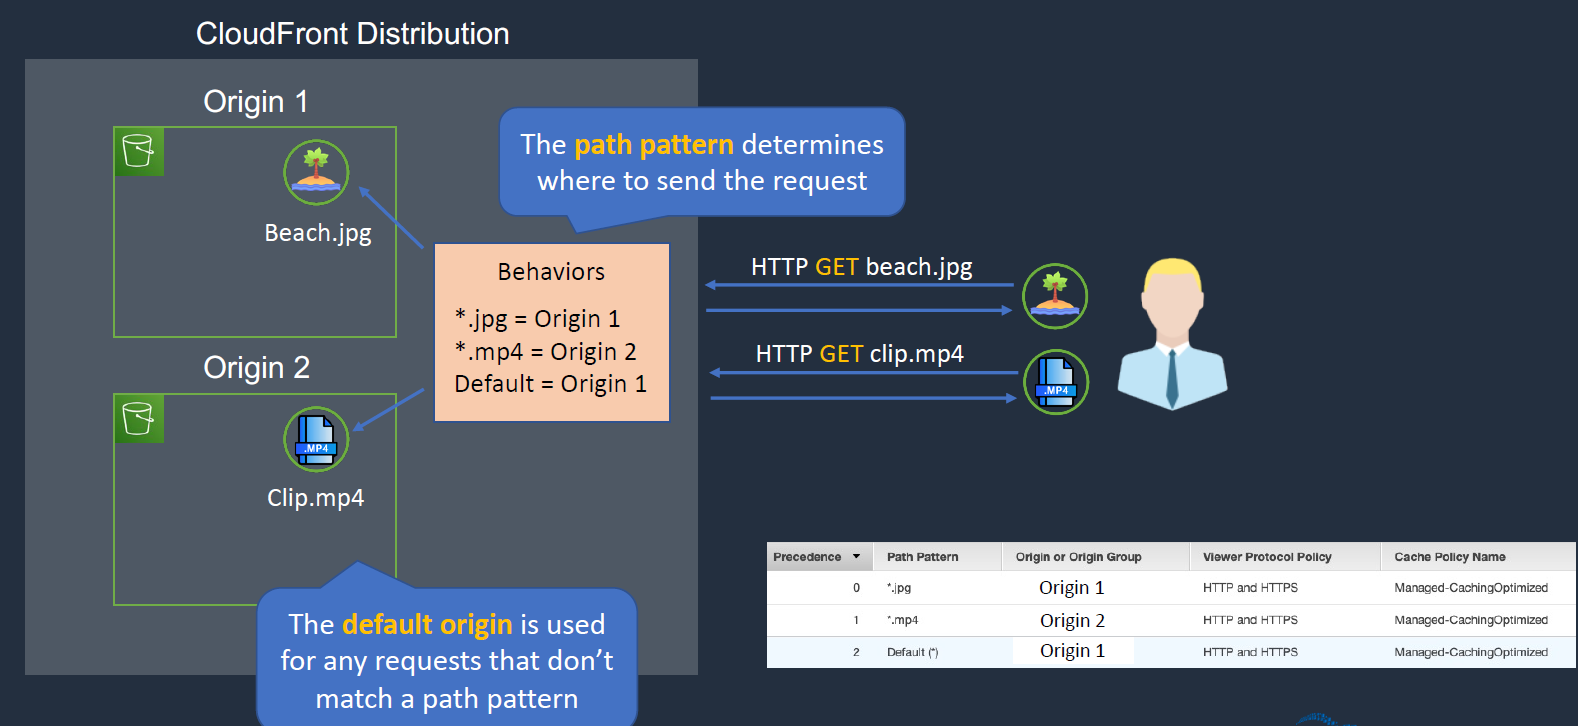 CloudFront Distribution
Origin 1
The path pattern determines
where to send the request
Beach.jpg
Behaviors
*.jpg = Origin 1
*.mp4 = Origin 2
Default = Origin 1
HTTP GET beach.jpg
HTTP GET clip.mp4
.MP4
Origin 2
.MP4
Clip.mp4
The default origin is used
for any requests that don’t
match a path pattern
Precedence Path Pattern Origin or Origin Group Viewer Protocol Policy Cache Policy Name
0 *.jpg Origin 1 HTTP and HTTPS Managed-CachingOptimized
1 *.mp4 Origin 2 HTTP and HTTPS Managed-CachingOptimized
2 Default (*) Origin 1 HTTP and HTTPS Managed-CachingOptimized